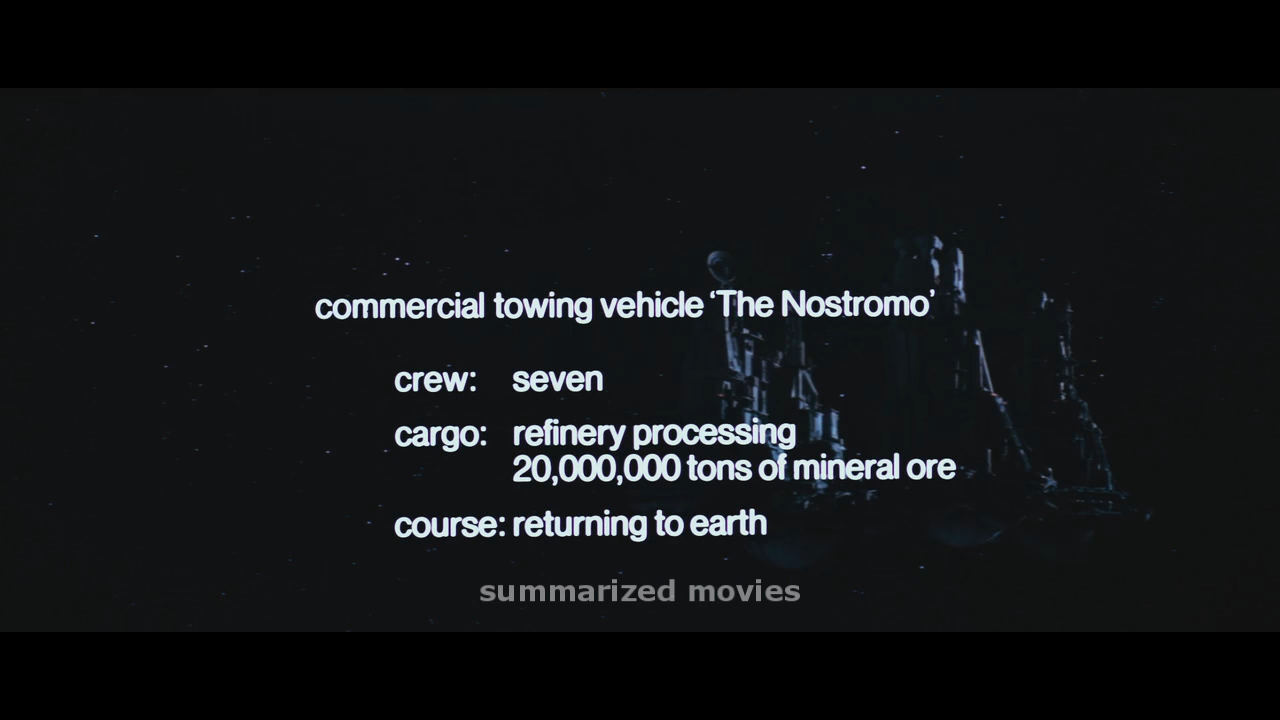 commercial towing vehicle ‘The Nostromo’
crew: seven
cargo: refinery processing
20,000,000 tons of mineral ore
course: returning to earth
summarized movies